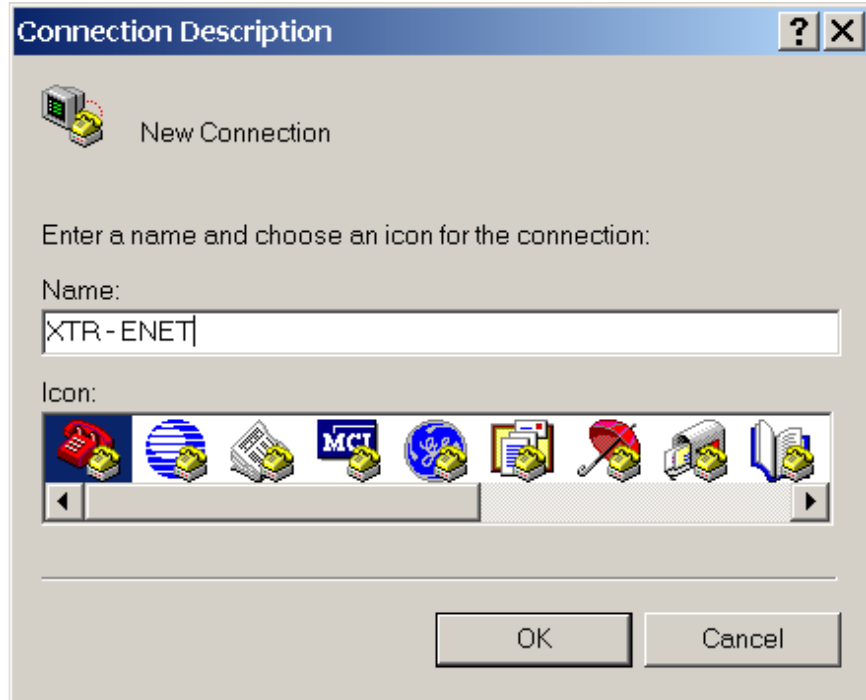 Connection Description
New Connection
Enter a name and choose an icon for the connection:
Name:
XTR - ENET
Icon:
MCI
OK
Cancel